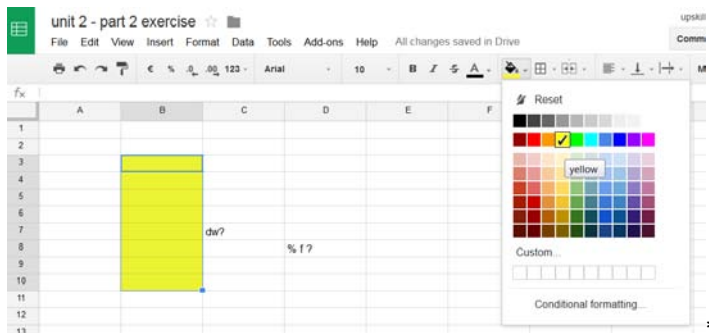 unit 2 - part 2 exercise
upskill
File Edit View Insert Format Data Tools Add-ons Help All changes saved in Drive
Comm
€ % .0 .00 123 Arial 10 B I S A M
fx
Reset
A B C D E F
1
2
3
yellow
4
5
6
7 dw?
8 % f ?
Custom...
9
10
11
Conditional formatting...
12
13